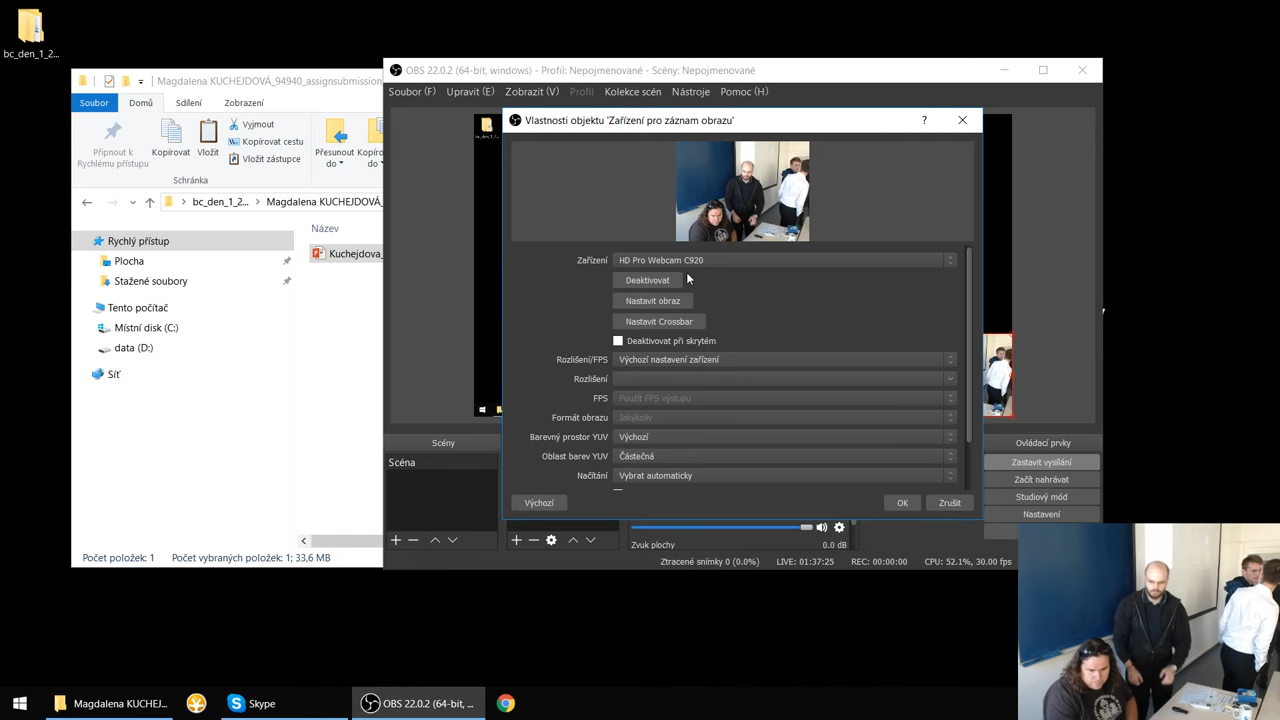 bc_den_1_2...
Magdalena KUCHEJDOVÁ_94940_assignsubmission
Soubor
Domů
Sdílení
Zobrazení
Připnout k
Rychlému přístupu
Kopírovat
Vložit
Vyjmout
Kopírovat cestu
Vložit zástupce
Přesunout
do
Schránka
bc_den_1_2... > Magdalena KUCHEJDOVÁ_
Název
Rychlý přístup
Plocha
Stažené soubory
Tento počítač
Místní disk (C:)
data (D:)
Síť
Kuchejdova_
Počet položek: 1
Počet vybraných položek: 1; 33,6 MB
OBS 22.0.2 (64-bit, windows) - Profil: Nepojmenované - Scény: Nepojmenované
Soubor (F)
Upravit (E)
Zobrazit (V)
Profil
Kolekce scén
Nástroje
Pomoc (H)
Vlastnosti objektu 'Zařízení pro záznam obrazu'
?
Zařízení
HD Pro Webcam C920
Deaktivovat
Nastavit obraz
Nastavit Crossbar
Deaktivovat při skrytém
Rozlišení/FPS
Výchozí nastavení zařízení
Rozlišení
FPS
Použít FPS výstupu
Formát obrazu
Jakýkoliv
Barevný prostor YUV
Výchozí
Oblast barev YUV
Částečná
Načítání
Vybrat automaticky
Výchozí
OK
Zrušit
Scény
Scéna
Ovládací prvky
Zastavit vysílání
Začít nahrávat
Studiový mód
Nastavení
Zvuk plochy
0.0 dB
Ztracené snímky 0 (0.0%)
LIVE: 01:37:25
REC: 00:00:00
CPU: 52.1%, 30.00 fps
Magdalena KUCHEJ...
Skype
OBS 22.0.2 (64-bit, ...